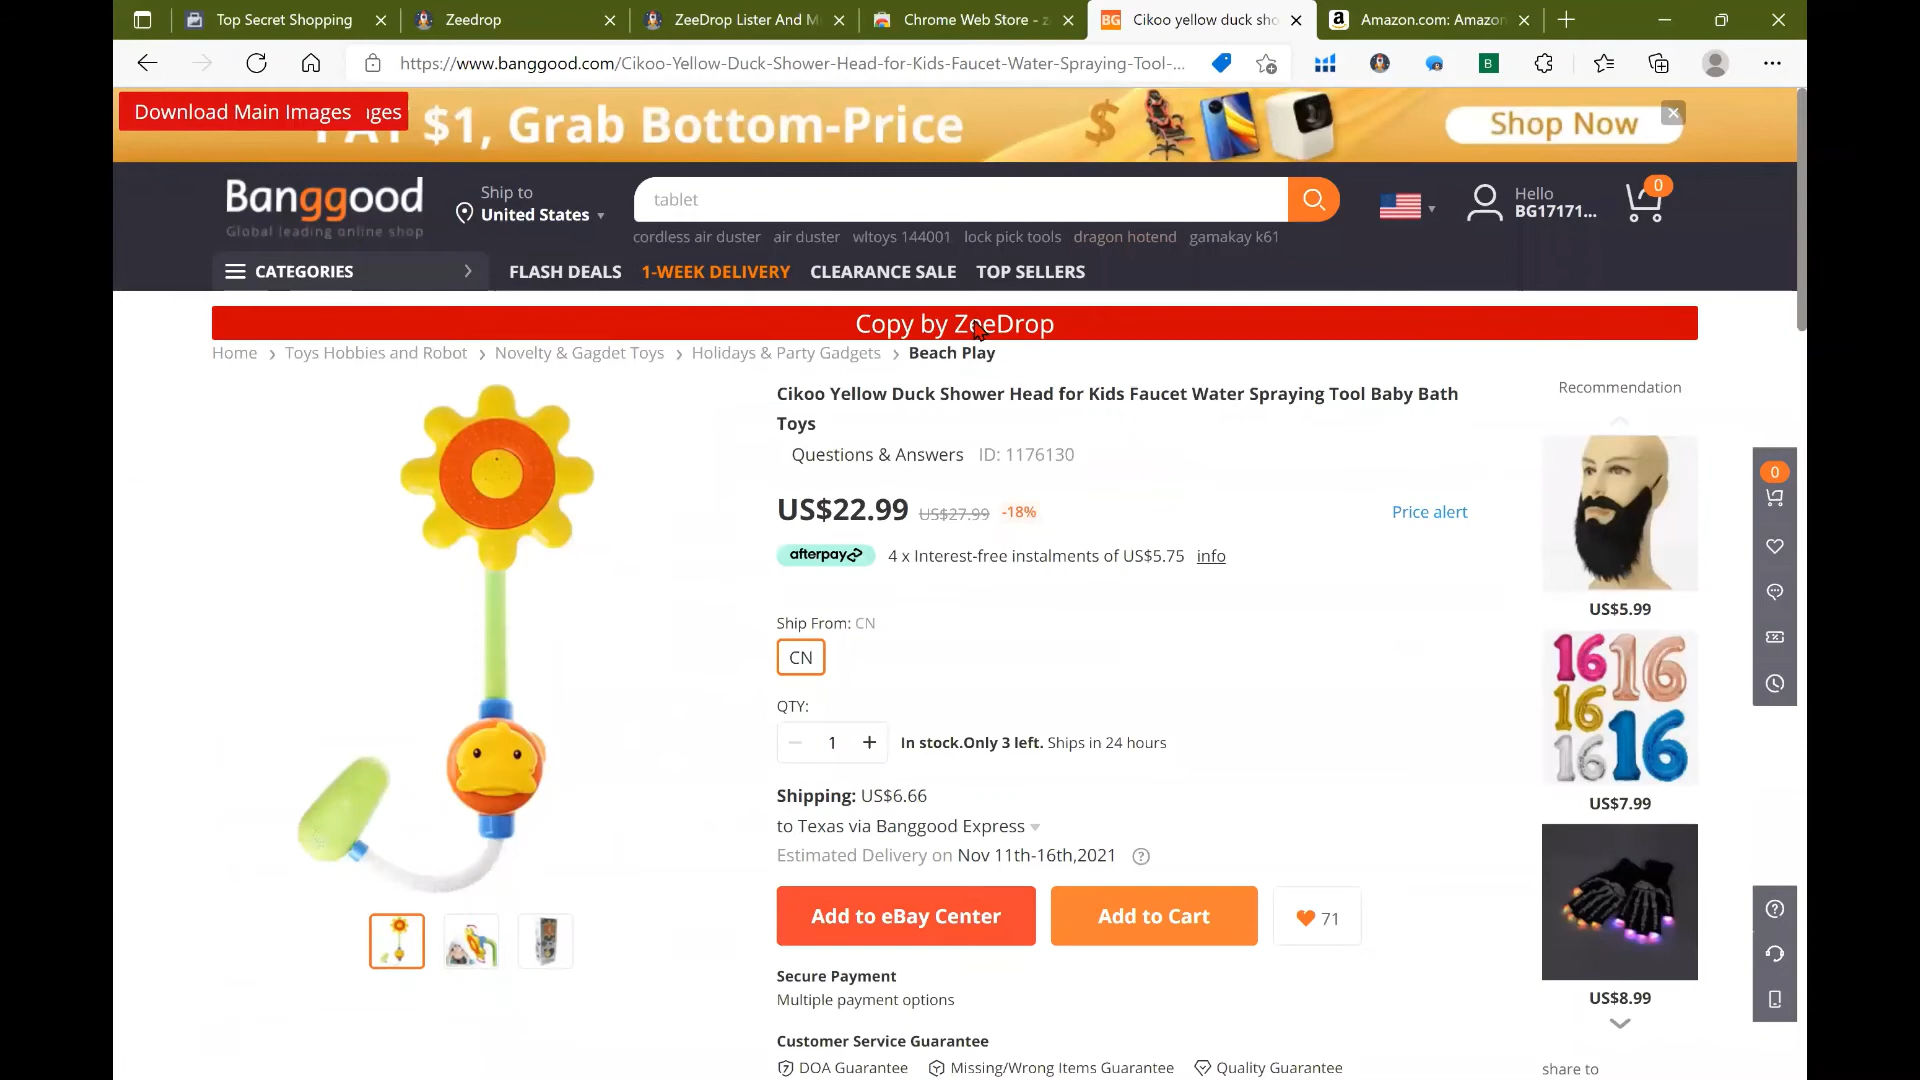 Top Secret Shopping
Zeedrop
ZeeDrop Lister And M
Chrome Web Store - z
BG
Cikoo yellow duck sho
Amazon.com: Amazon
https://www.banggood.com/Cikoo-Yellow-Duck-Shower-Head-for-Kids-Faucet-Water-Spraying-Tool-...
Download Main Images
ages
PAY $1, Grab Bottom-Price
Shop Now
Banggood
Global leading online shop
Ship to
United States
tablet
Hello
BG17171...
0
cordless air duster air duster wltoys 144001 lock pick tools dragon hotend gamakay k61
CATEGORIES
FLASH DEALS 1-WEEK DELIVERY CLEARANCE SALE TOP SELLERS
Copy by ZeeDrop
Home > Toys Hobbies and Robot > Novelty & Gagdet Toys > Holidays & Party Gadgets > Beach Play
Cikoo Yellow Duck Shower Head for Kids Faucet Water Spraying Tool Baby Bath
Toys
Questions & Answers ID: 1176130
US$22.99 US$27.99 -18%
Price alert
afterpay 4 x Interest-free instalments of US$5.75 info
Ship From: CN
CN
QTY:
1
In stock.Only 3 left. Ships in 24 hours
Shipping: US$6.66
to Texas via Banggood Express
Estimated Delivery on Nov 11th-16th,2021
Add to eBay Center
Add to Cart
71
Secure Payment
Multiple payment options
Customer Service Guarantee
DOA Guarantee
Missing/Wrong Items Guarantee
Quality Guarantee
Recommendation
US$5.99
16 16
16
16 16
US$7.99
US$8.99
share to
0